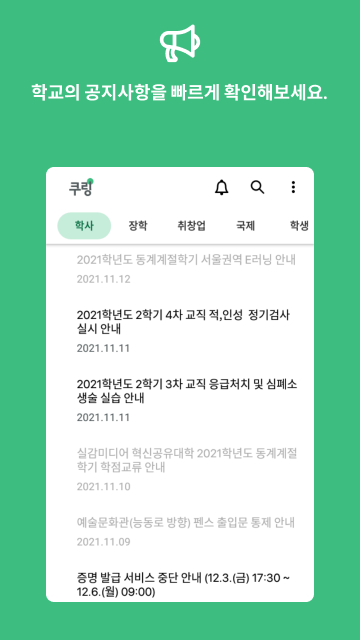 학교의 공지사항을 빠르게 확인해보세요.
쿠링
학사 장학 취창업 국제 학생
2021학년도 동계계절학기 서울권역 E러닝 안내
2021.11.12
2021학년도 2학기 4차 교직 적,인성  정기검사
실시 안내
2021.11.11
2021학년도 2학기 3차 교직 응급처치 및 심폐소
생술 실습 안내
2021.11.11
실감미디어 혁신공유대학 2021학년도 동계계절
학기 학점교류 안내
2021.11.10
예술문화관(능동로 방향) 펜스 출입문 통제 안내
2021.11.09
증명 발급 서비스 중단 안내 (12.3.(금) 17:30 ~
12.6.(월) 09:00)